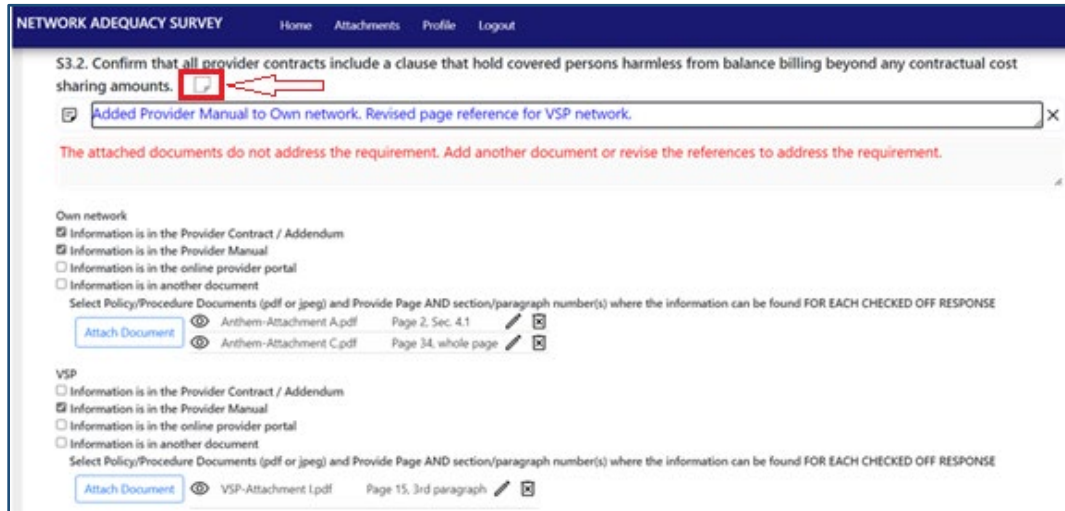 NETWORK ADEQUACY SURVEY Home Attachments Profile Logout
S3.2. Confirm that all provider contracts include a clause that hold covered persons harmless from balance billing beyond any contractual cost
sharing amounts.
Added Provider Manual to Own network. Revised page reference for VSP network.
The attached documents do not address the requirement. Add another document or revise the references to address the requirement.
Own network
Information is in the Provider Contract / Addendum
Information is in the Provider Manual
Information is in the online provider portal
Information is in another document
Select Policy/Procedure Documents (pdf or jpeg) and Provide Page AND section/paragraph number(s) where the information can be found FOR EACH CHECKED OFF RESPONSE
Attach Document
Anthem-Attachment A.pdf Page 2, Sec. 4.1
Anthem-Attachment C.pdf Page 34, whole page
VSP
Information is in the Provider Contract / Addendum
Information is in the Provider Manual
Information is in the online provider portal
Information is in another document
Select Policy/Procedure Documents (pdf or jpeg) and Provide Page AND section/paragraph number(s) where the information can be found FOR EACH CHECKED OFF RESPONSE
Attach Document VSP-Attachment I.pdf Page 15, 3rd paragraph